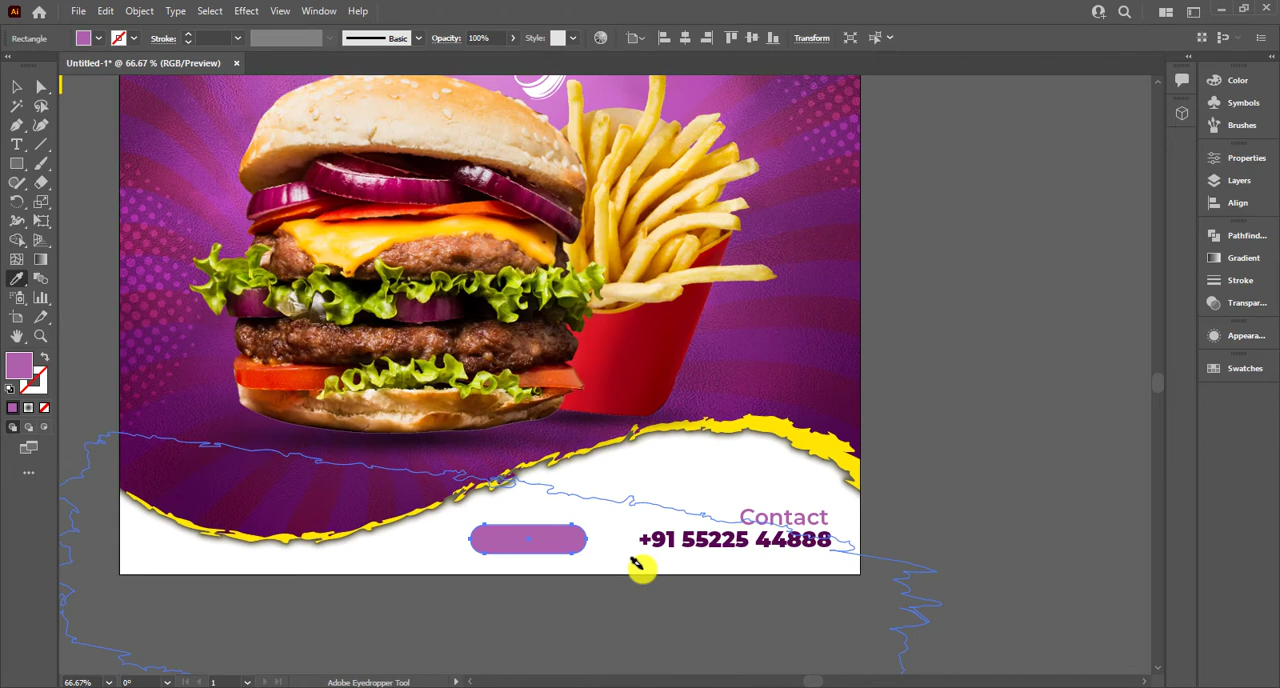 Ai
File Edit Object Type Select Effect View Window Help
Rectangle Stroke: Basic Opacity: 100% Style: Transform
Untitled-1* @ 66.67 % (RGB/Preview) ×
Color
Symbols
Brushes
Properties
Layers
Align
Pathfind...
Gradient
Stroke
Transpar...
Appeara...
Swatches
Contact
+91 55225 44888
66.67% 0° 1 Adobe Eyedropper Tool